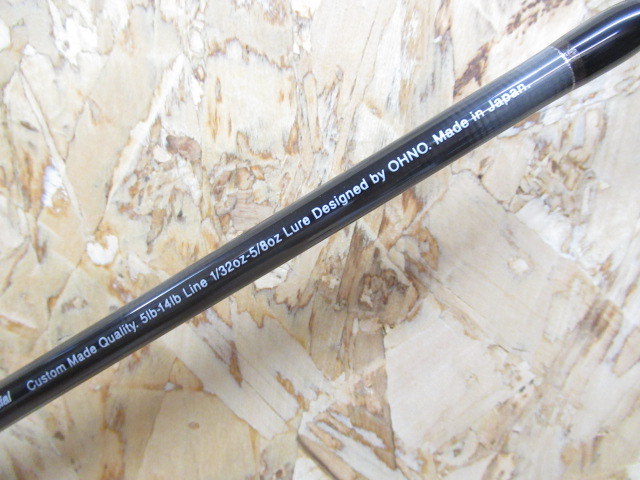 Custom Made Quality. 5lb-14lb Line 1/32oz-5/8oz Lure Designed by OHNO. Made in Japan.